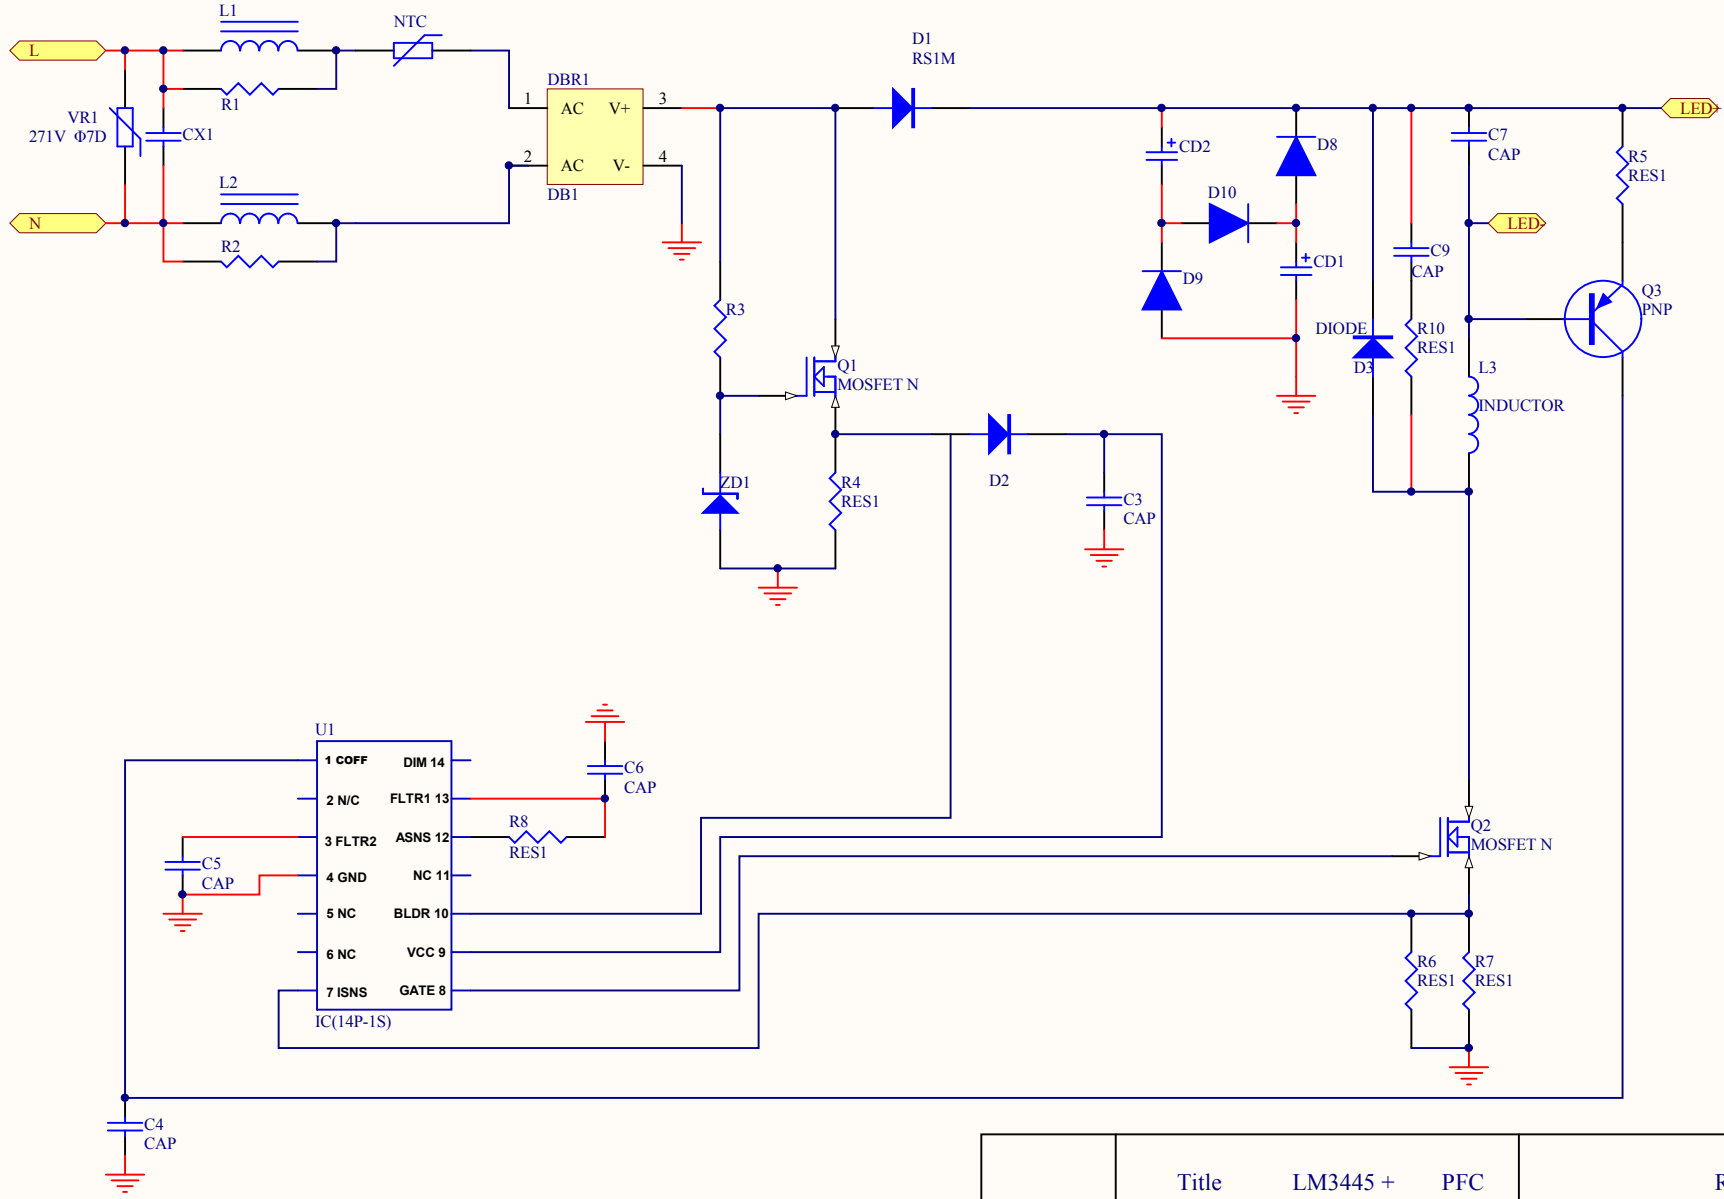 L1
NTC
D1
RS1M
L
R1
VR1
271V Φ7D
CX1
DBR1
1 AC V+ 3
2 AC V- 4
DB1
LED+
C7
CAP
R5
RES1
CD2
D8
D10
L2
N
R2
LED-
D9
CD1
C9
CAP
Q3
PNP
R3
DIODE
D3
R10
RES1
L3
INDUCTOR
Q1
MOSFET N
ZD1
R4
RES1
D2
C3
CAP
U1
1 COFF
DIM 14
2 N/C
FLTR1 13
3 FLTR2
ASNS 12
4 GND
NC 11
5 NC
BLDR 10
6 NC
VCC 9
7 ISNS
GATE 8
IC(14P-1S)
C6
CAP
R8
RES1
C5
CAP
Q2
MOSFET N
R6
RES1
R7
RES1
C4
CAP
Title LM3445 + PFC
R